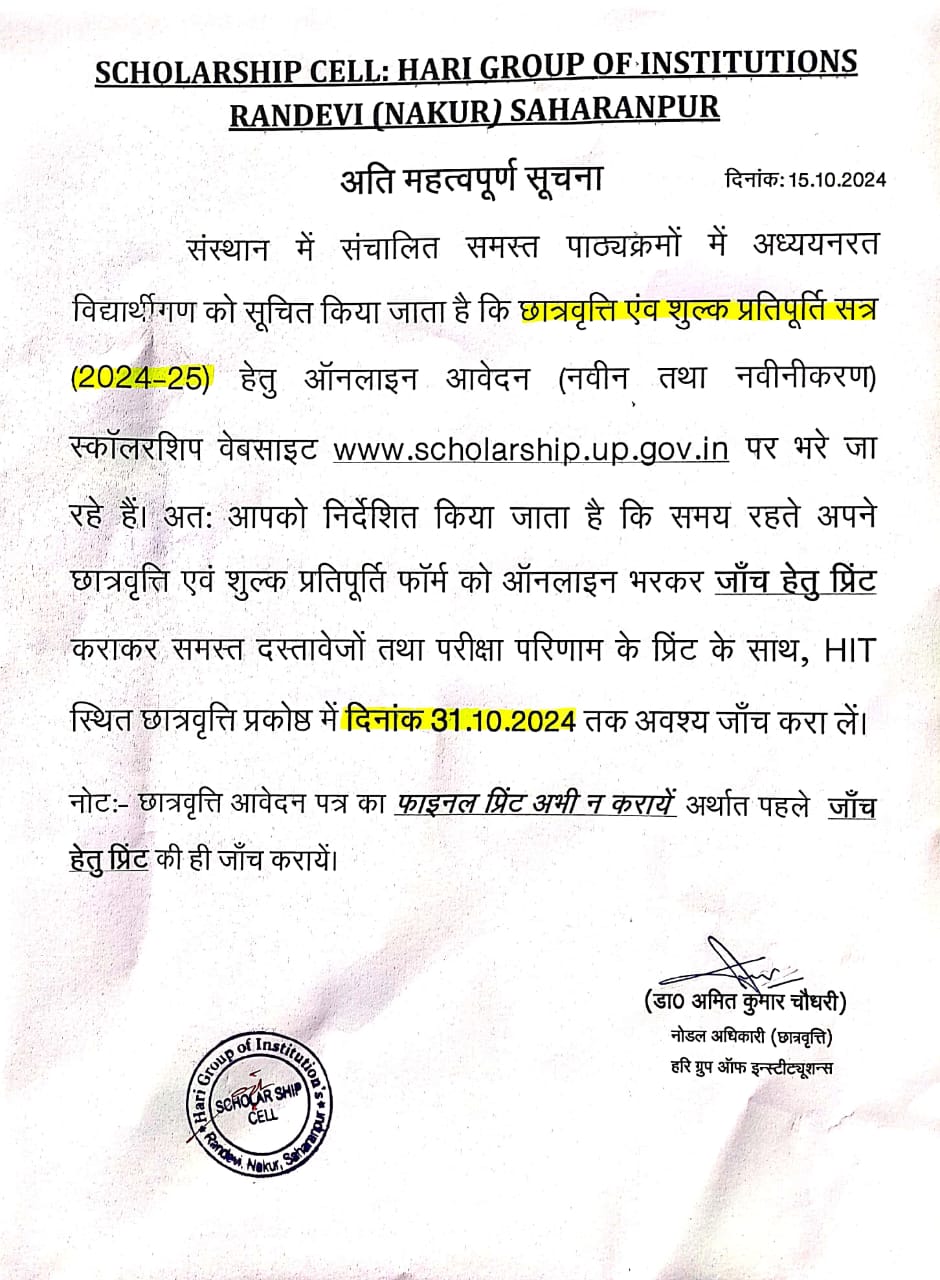 SCHOLARSHIP CELL: HARI GROUP OF INSTITUTIONS
RANDEVI (NAKUR) SAHARANPUR
अति महत्वपूर्ण सूचना
दिनांक: 15.10.2024
संस्थान में संचालित समस्त पाठ्यक्रमों में अध्ययनरत
विद्यार्थीगण को सूचित किया जाता है कि छात्रवृत्ति एंव शुल्क प्रतिपूर्ति सत्र
(2024-25) हेतु ऑनलाइन आवेदन (नवीन तथा नवीनीकरण)
स्कॉलरशिप वेबसाइट www.scholarship.up.gov.in पर भरे जा
रहे हैं। अत: आपको निर्देशित किया जाता है कि समय रहते अपने
छात्रवृत्ति एवं शुल्क प्रतिपूर्ति फॉर्म को ऑनलाइन भरकर जाँच हेतु प्रिंट
कराकर समस्त दस्तावेजों तथा परीक्षा परिणाम के प्रिंट के साथ, HIT
स्थित छात्रवृत्ति प्रकोष्ठ में दिनांक 31.10.2024 तक अवश्य जाँच करा लें।
नोट:- छात्रवृत्ति आवेदन पत्र का फाइनल प्रिंट अभी न करायें अर्थात पहले जाँच
हेतु प्रिंट की ही जाँच करायें।
(डा0 अमित कुमार चौधरी)
नोडल अधिकारी (छात्रवृत्ति)
हरि ग्रुप ऑफ इन्स्टीट्यूशन्स
Hari Group of Institution's
SCHOLARSHIP
CELL
Randevi, Nakur, Saharanpur